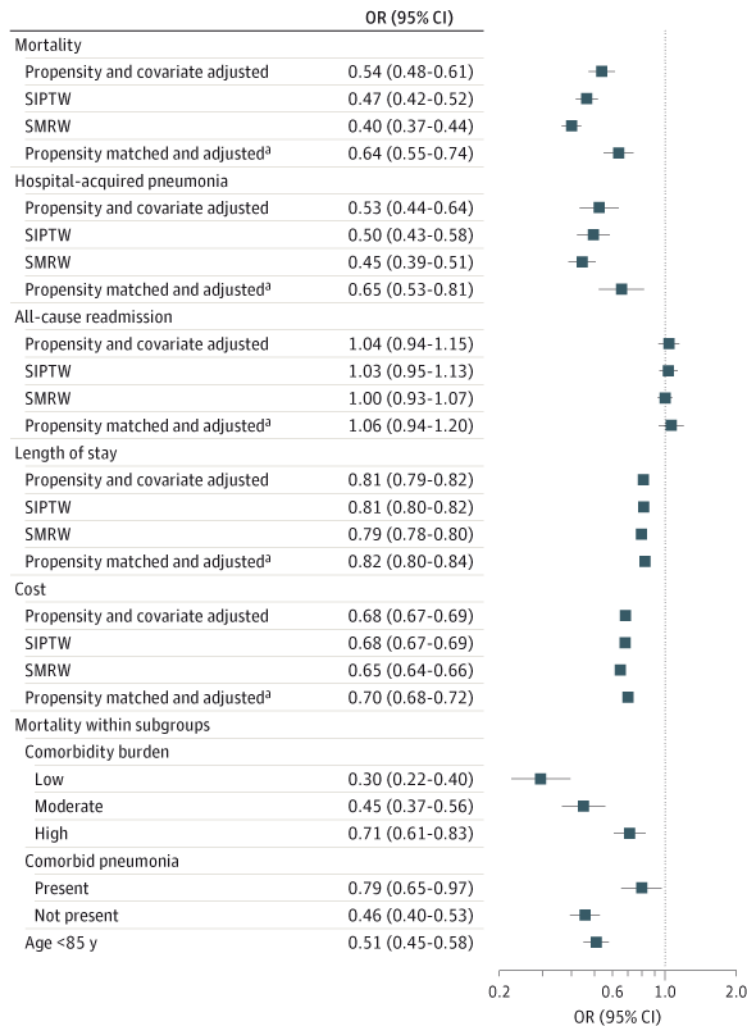 OR (95% CI)
Mortality
Propensity and covariate adjusted 0.54 (0.48-0.61)
SIPTW 0.47 (0.42-0.52)
SMRW 0.40 (0.37-0.44)
Propensity matched and adjustedᵃ 0.64 (0.55-0.74)
Hospital-acquired pneumonia
Propensity and covariate adjusted 0.53 (0.44-0.64)
SIPTW 0.50 (0.43-0.58)
SMRW 0.45 (0.39-0.51)
Propensity matched and adjustedᵃ 0.65 (0.53-0.81)
All-cause readmission
Propensity and covariate adjusted 1.04 (0.94-1.15)
SIPTW 1.03 (0.95-1.13)
SMRW 1.00 (0.93-1.07)
Propensity matched and adjustedᵃ 1.06 (0.94-1.20)
Length of stay
Propensity and covariate adjusted 0.81 (0.79-0.82)
SIPTW 0.81 (0.80-0.82)
SMRW 0.79 (0.78-0.80)
Propensity matched and adjustedᵃ 0.82 (0.80-0.84)
Cost
Propensity and covariate adjusted 0.68 (0.67-0.69)
SIPTW 0.68 (0.67-0.69)
SMRW 0.65 (0.64-0.66)
Propensity matched and adjustedᵃ 0.70 (0.68-0.72)
Mortality within subgroups
Comorbidity burden
Low 0.30 (0.22-0.40)
Moderate 0.45 (0.37-0.56)
High 0.71 (0.61-0.83)
Comorbid pneumonia
Present 0.79 (0.65-0.97)
Not present 0.46 (0.40-0.53)
Age <85 y 0.51 (0.45-0.58)
0.2 0.6 1.0 2.0
OR (95% CI)